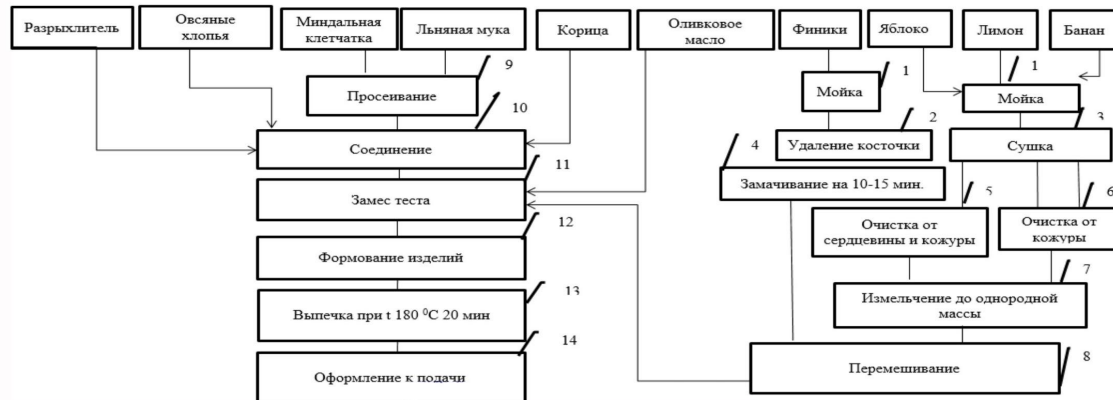 Разрыхлитель
Овсяные
хлопья
Миндальная
клетчатка
Льняная мука
Корица
Оливковое
масло
Финики
Яблоко
Лимон
Банан
9
Просеивание
1
Мойка
1
Мойка
10
Соединение
2
Удаление косточки
3
Сушка
11
Замес теста
4
Замачивание на 10-15 мин.
5
Очистка от
сердцевины и кожуры
6
Очистка от
кожуры
12
Формование изделий
7
Измельчение до однородной
массы
13
Выпечка при t 180 ⁰С 20 мин
8
Перемешивание
14
Оформление к подачи